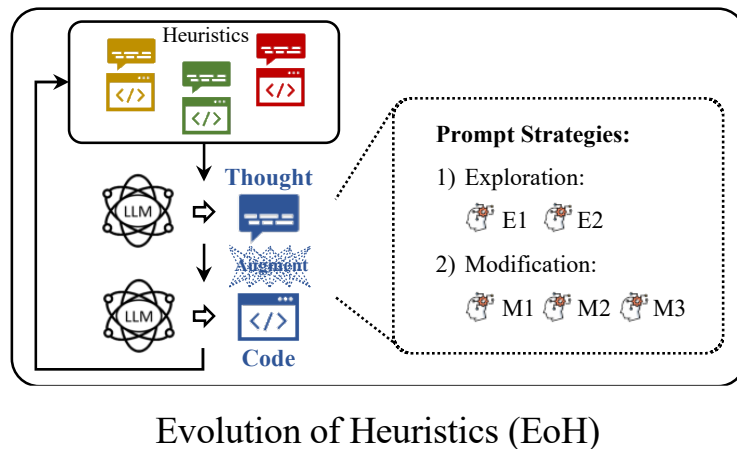 Heuristics
</>
</>
</>
LLM
Thought
Augment
LLM
</>
Code
Prompt Strategies:
1) Exploration:
E1 E2
2) Modification:
M1 M2 M3
Evolution of Heuristics (EoH)